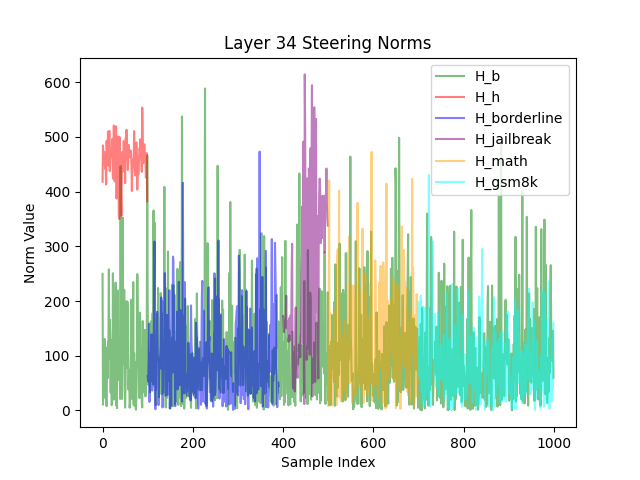 Layer 34 Steering Norms
H_b
H_h
H_borderline
H_jailbreak
H_math
H_gsm8k
Norm Value
600
500
400
300
200
100
0
0 200 400 600 800 1000
Sample Index